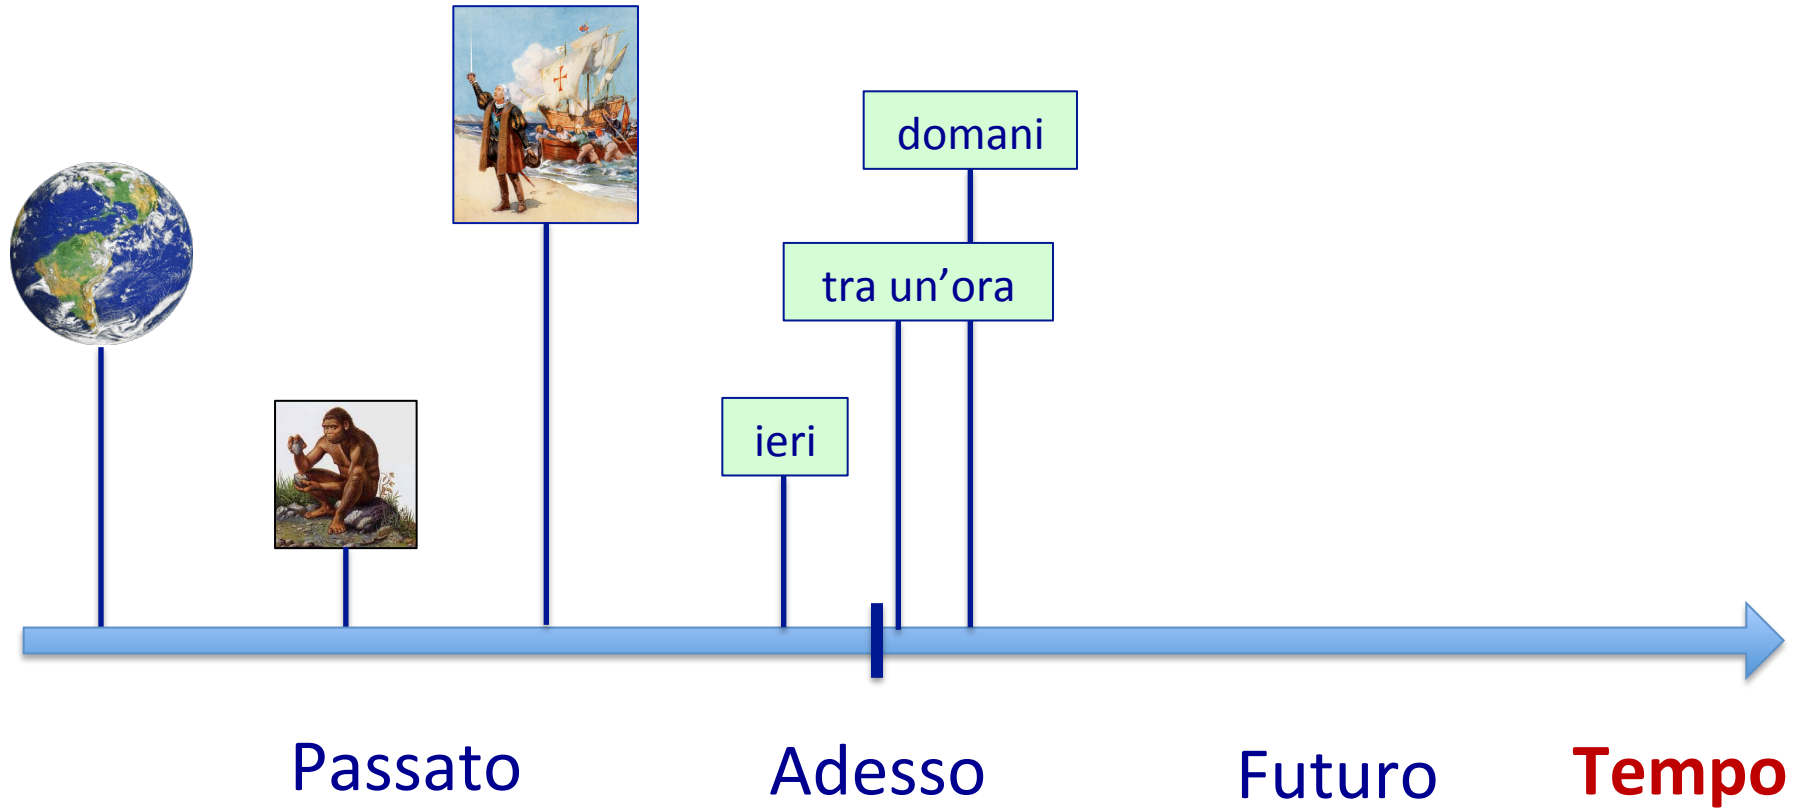 domani
tra un’ora
ieri
Passato
Adesso
Futuro
Tempo